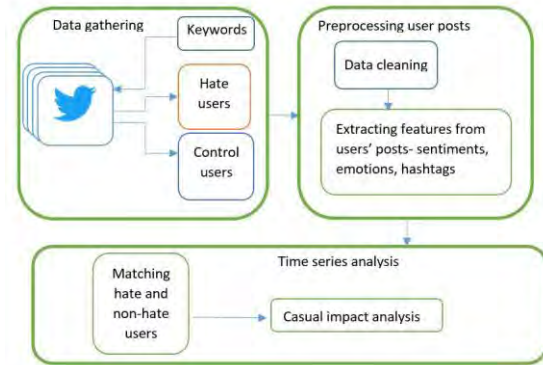 Data gathering
Keywords
Hate
users
Control
users
Preprocessing user posts
Data cleaning
Extracting features from
users' posts- sentiments,
emotions, hashtags
Time series analysis
Matching
hate and
non-hate
users
Casual impact analysis